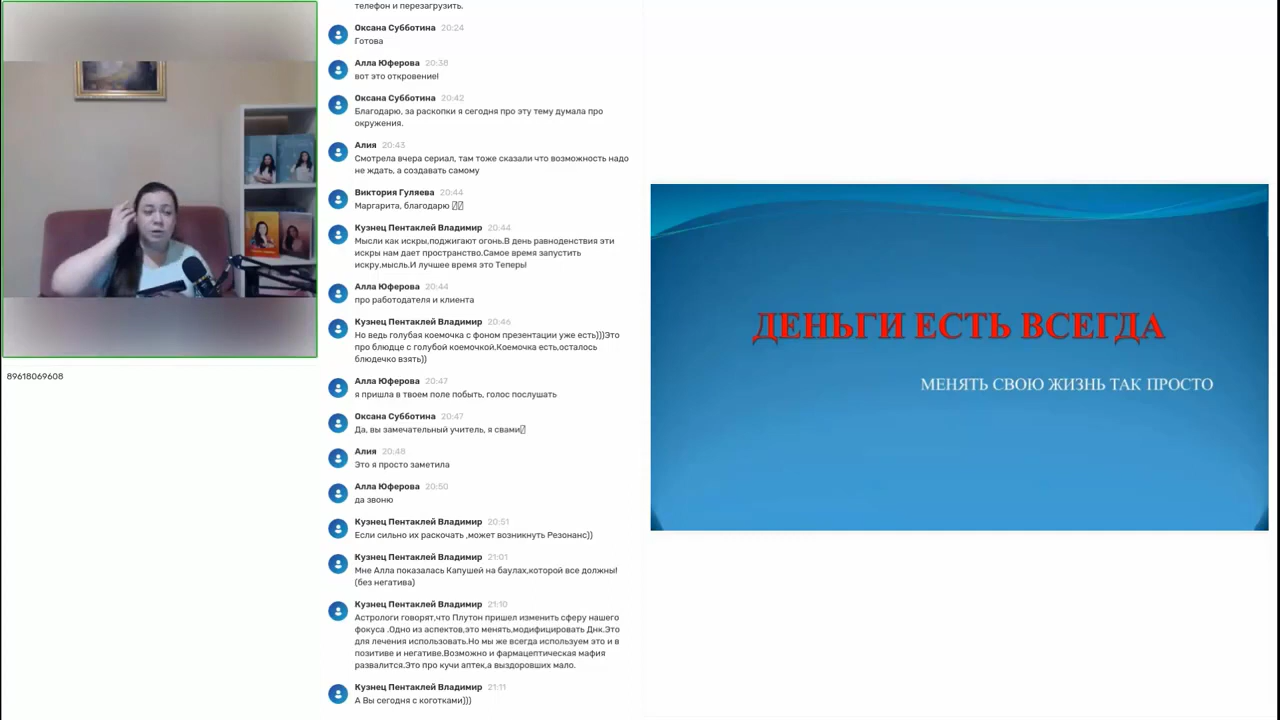 телефон и перезагрузить.
Оксана Субботина 20:24
Готова
Алла Юферова 20:38
вот это откровение!
Оксана Субботина 20:42
Благодарю, за раскопки я сегодня про эту тему думала про
окружения.
Алия 20:43
Смотрела вчера сериал, там тоже сказали что возможность надо
не ждать, а создавать самому
Виктория Гуляева 20:44
Маргарита, благодарю
Кузнец Пентаклей Владимир 20:44
Мысли как искры,поджигают огонь.В день равноденствия эти
искры нам дает пространство.Самое время запустить
искру,мысль.И лучшее время это Теперь!
Алла Юферова 20:44
про работодателя и клиента
Кузнец Пентаклей Владимир 20:46
Но ведь голубая коемочка с фоном презентации уже есть)))Это
про блюдце с голубой коемочкой.Коемочка есть,осталось
блюдечко взять))
Алла Юферова 20:47
я пришла в твоем поле побыть, голос послушать
Оксана Субботина 20:47
Да, вы замечательный учитель, я свами
Алия 20:48
Это я просто заметила
Алла Юферова 20:50
да звоню
Кузнец Пентаклей Владимир 20:51
Если сильно их раскочать ,может возникнуть Резонанс))
Кузнец Пентаклей Владимир 21:01
Мне Алла показалась Капушей на баулах,которой все должны!
(без негатива)
Кузнец Пентаклей Владимир 21:10
Астрологи говорят,что Плутон пришел изменить сферу нашего
фокуса .Одно из аспектов,это менять,модифицировать Днк.Это
для лечения использовать.Но мы же всегда используем это и в
позитиве и негативе.Возможно и фармацептическая мафия
развалится.Это про кучи аптек,а выздоровших мало.
Кузнец Пентаклей Владимир 21:11
А Вы сегодня с коготками)))
89618069608
ДЕНЬГИ ЕСТЬ ВСЕГДА
МЕНЯТЬ СВОЮ ЖИЗНЬ ТАК ПРОСТО